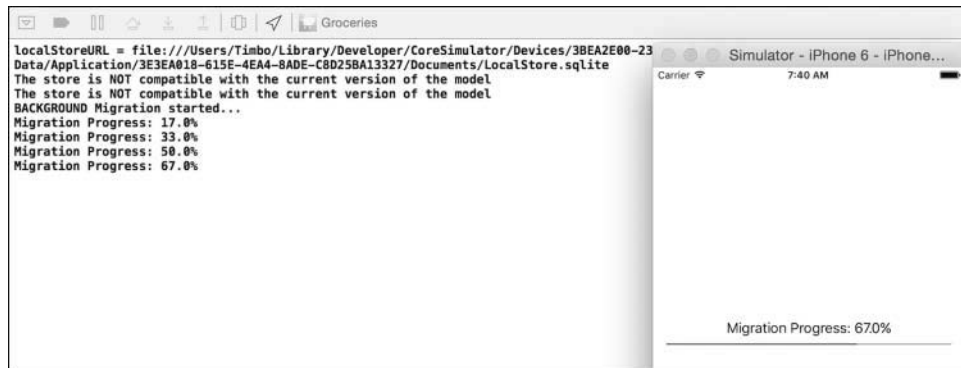 Groceries
localStoreURL = file:///Users/Timbo/Library/Developer/CoreSimulator/Devices/3BEA2E00-23
Data/Application/3E3EA018-615E-4EA4-8ADE-C8D25BA13327/Documents/LocalStore.sqlite
The store is NOT compatible with the current version of the model
The store is NOT compatible with the current version of the model
BACKGROUND Migration started...
Migration Progress: 17.0%
Migration Progress: 33.0%
Migration Progress: 50.0%
Migration Progress: 67.0%
Simulator - iPhone 6 - iPhone...
Carrier 7:40 AM
Migration Progress: 67.0%